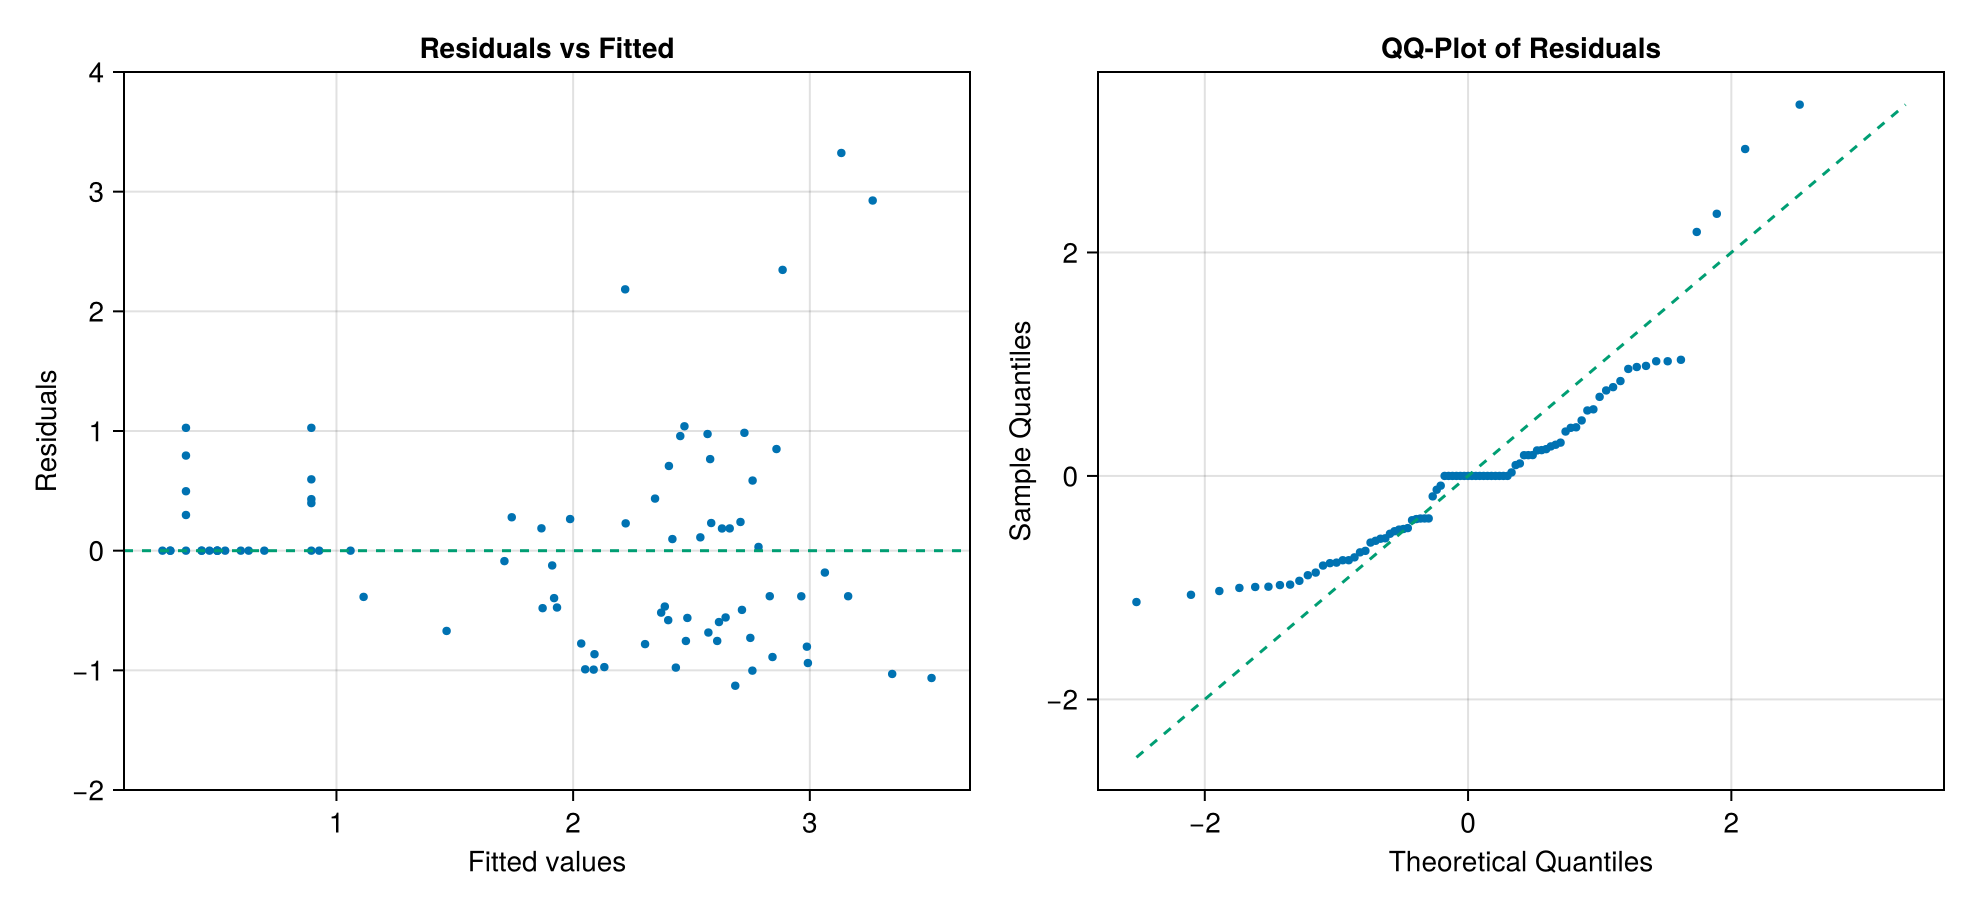 Residuals vs Fitted
4
3
2
1
0
−1
−2
Residuals
1
2
3
Fitted values
QQ-Plot of Residuals
2
0
−2
Sample Quantiles
−2
0
2
Theoretical Quantiles